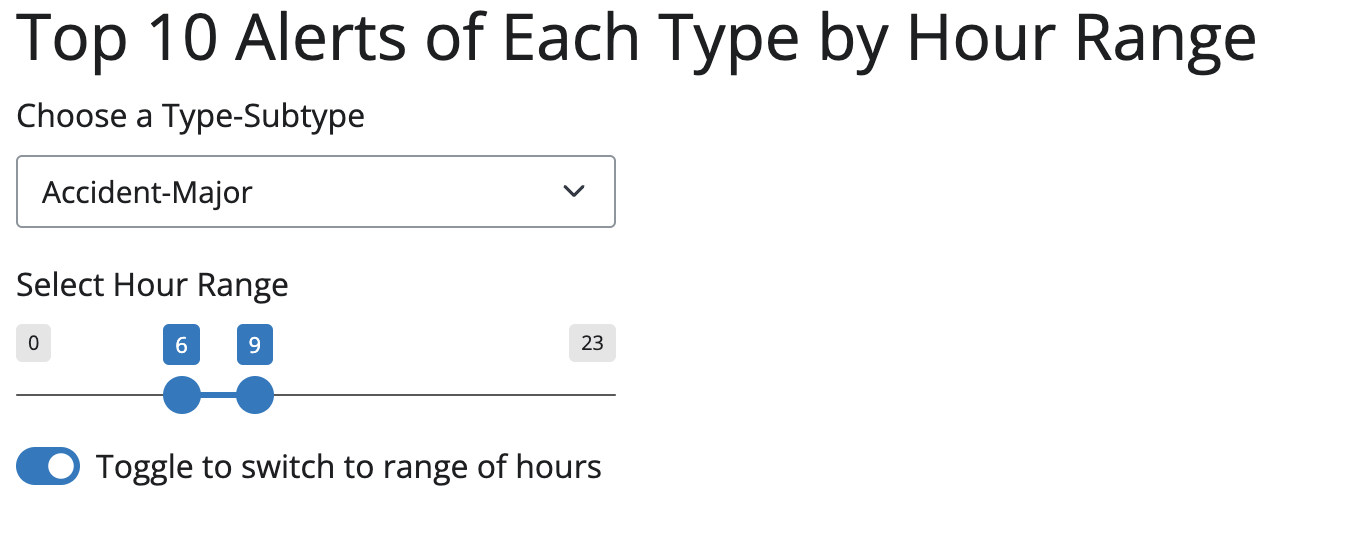 Top 10 Alerts of Each Type by Hour Range
Choose a Type-Subtype
Accident-Major
Select Hour Range
0 6 9 23
Toggle to switch to range of hours